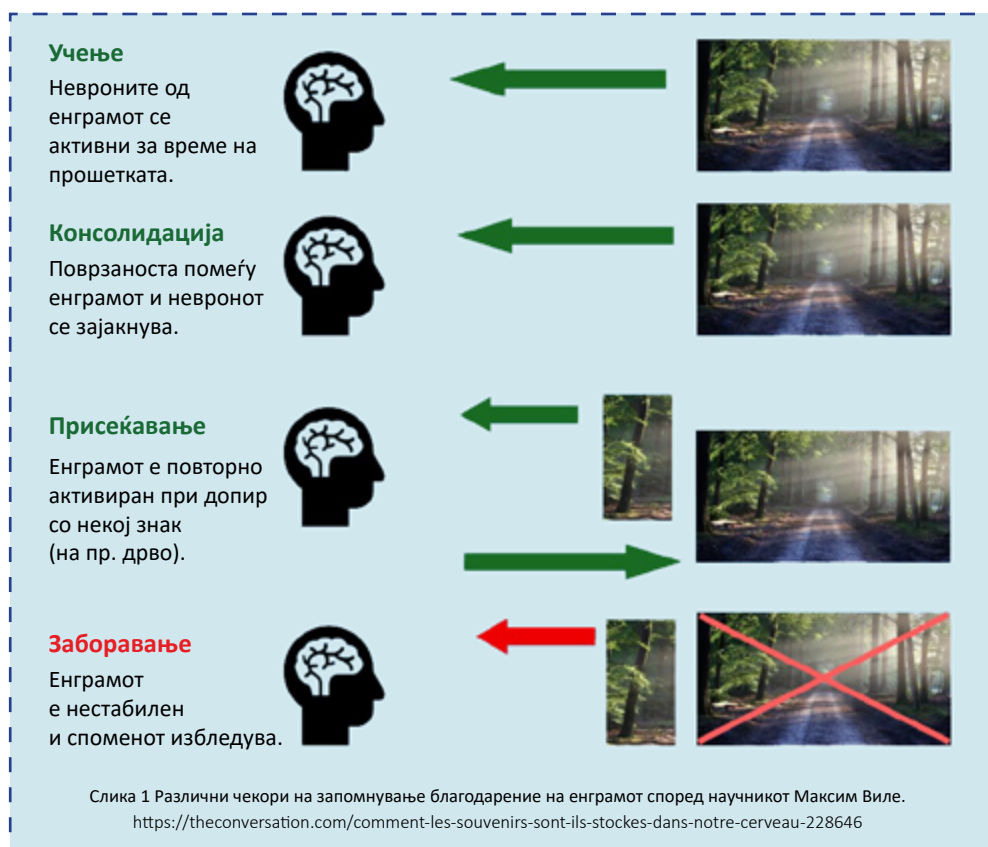 Учење
Невроните од
енграмот се
активни за време на
прошетката.
Консолидација
Поврзаноста помеѓу
енграмот и невронот
се зајакнува.
Присеќавање
Енграмот е повторно
активиран при допир
со некој знак
(на пр. дрво).
Заборавање
Енграмот
е нестабилен
и споменот избледува.
Слика 1 Различни чекори на запомнување благодарение на енграмот според научникот Максим Виле.
https://theconversation.com/comment-les-souvenirs-sont-ils-stockes-dans-notre-cerveau-228646